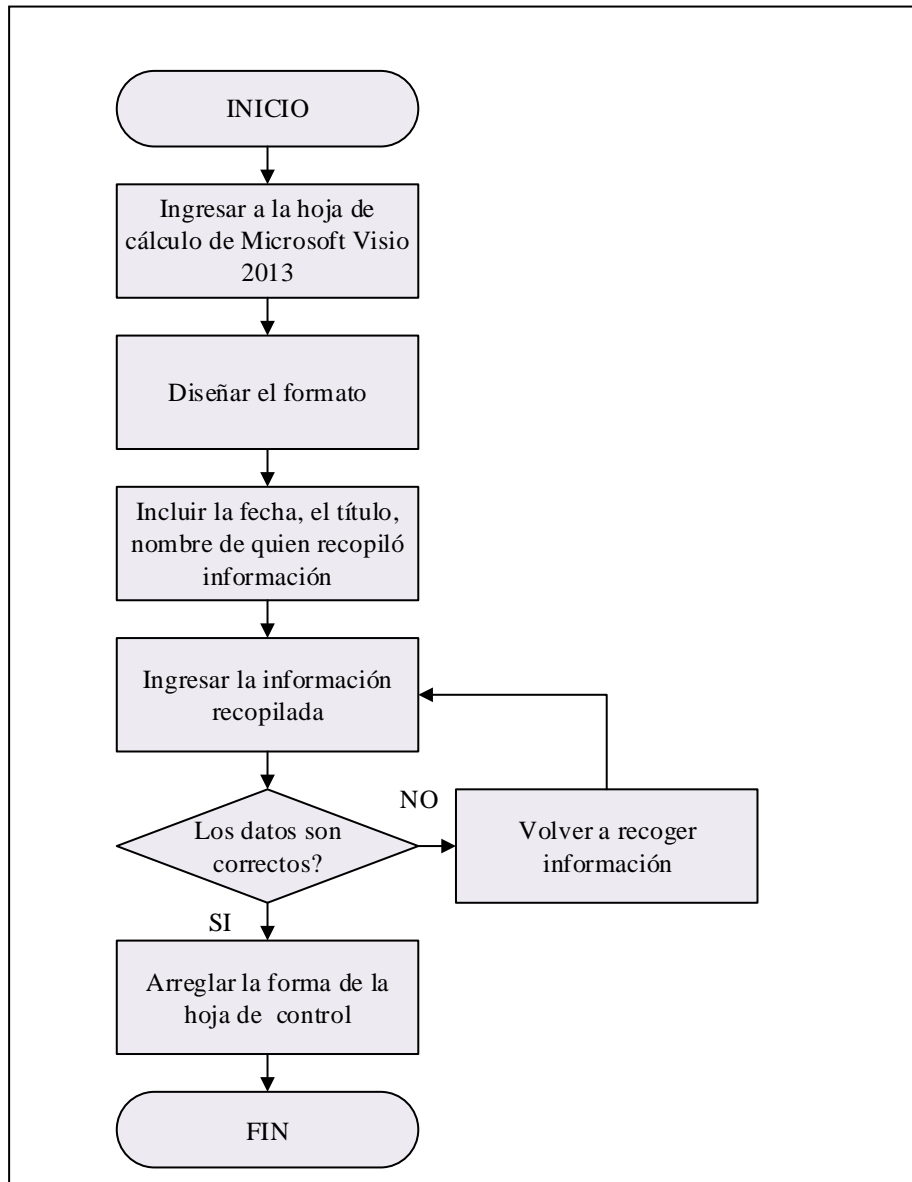 INICIO
Ingresar a la hoja de
cálculo de Microsoft Visio
2013
Diseñar el formato
Incluir la fecha, el título,
nombre de quien recopiló
información
Ingresar la información
recopilada
Los datos son
correctos?
NO
Volver a recoger
información
SI
Arreglar la forma de la
hoja de  control
FIN